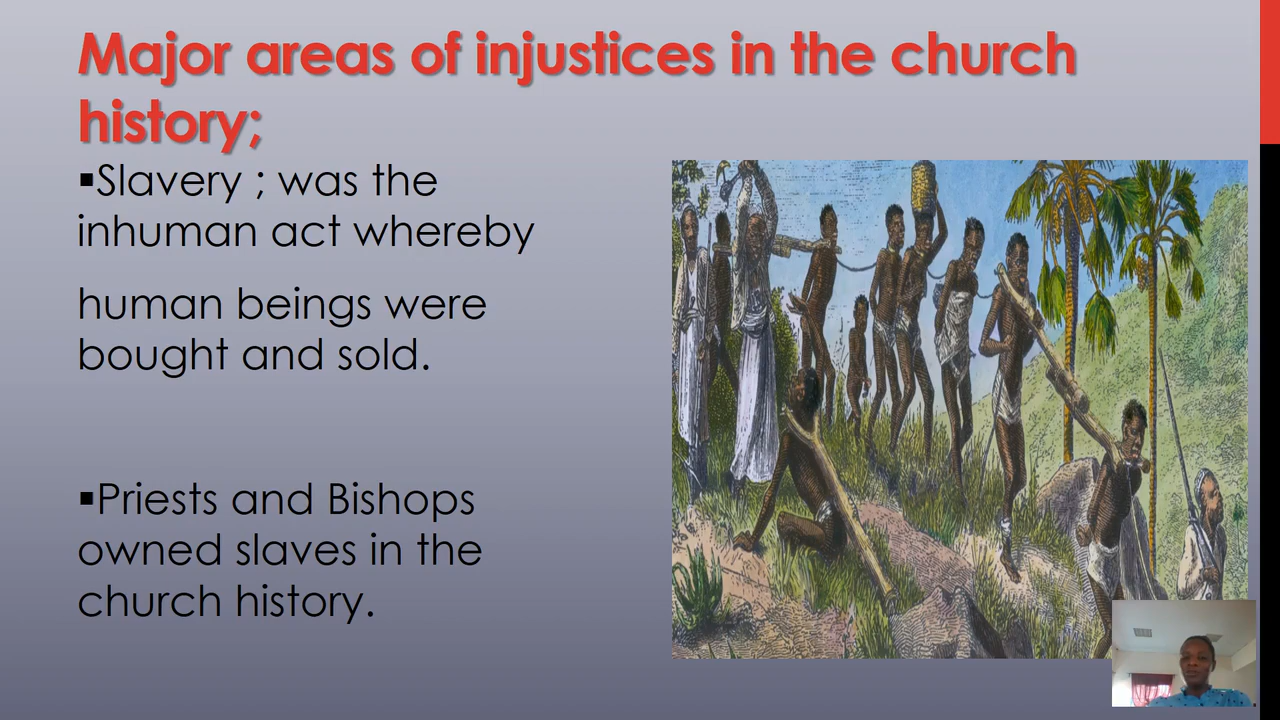 Major areas of injustices in the church
history;
▪Slavery ; was the
inhuman act whereby
human beings were
bought and sold.
▪Priests and Bishops
owned slaves in the
church history.